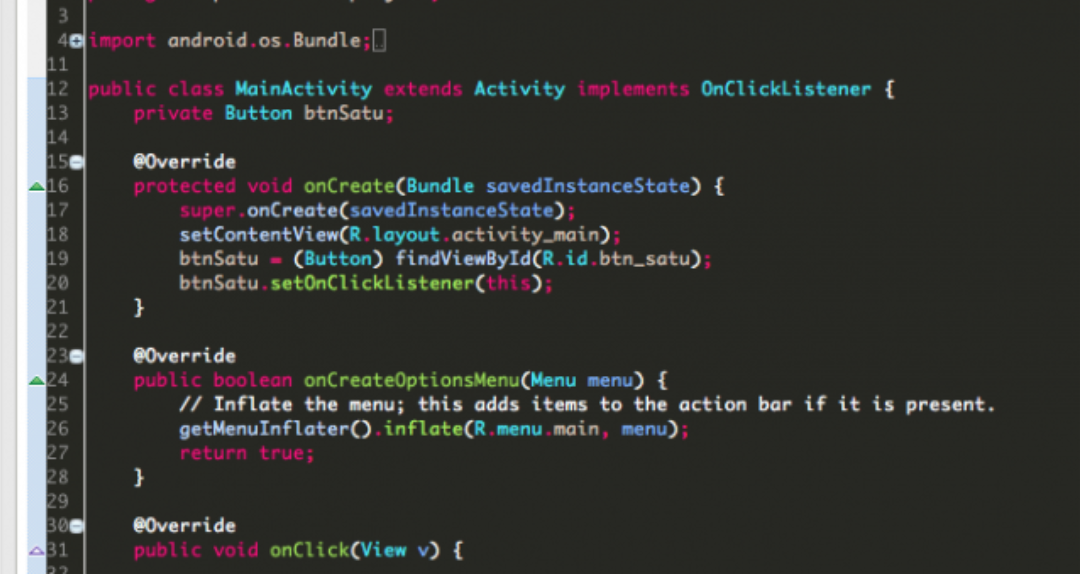 3
4 import android.os.Bundle;
11
12 public class MainActivity extends Activity implements OnClickListener {
13 private Button btnSatu;
14
15 @Override
16 protected void onCreate(Bundle savedInstanceState) {
17 super.onCreate(savedInstanceState);
18 setContentView(R.layout.activity_main);
19 btnSatu = (Button) findViewById(R.id.btn_satu);
20 btnSatu.setOnClickListener(this);
21 }
22
23 @Override
24 public boolean onCreateOptionsMenu(Menu menu) {
25 // Inflate the menu; this adds items to the action bar if it is present.
26 getMenuInflater().inflate(R.menu.main, menu);
27 return true;
28 }
29
30 @Override
31 public void onClick(View v) {